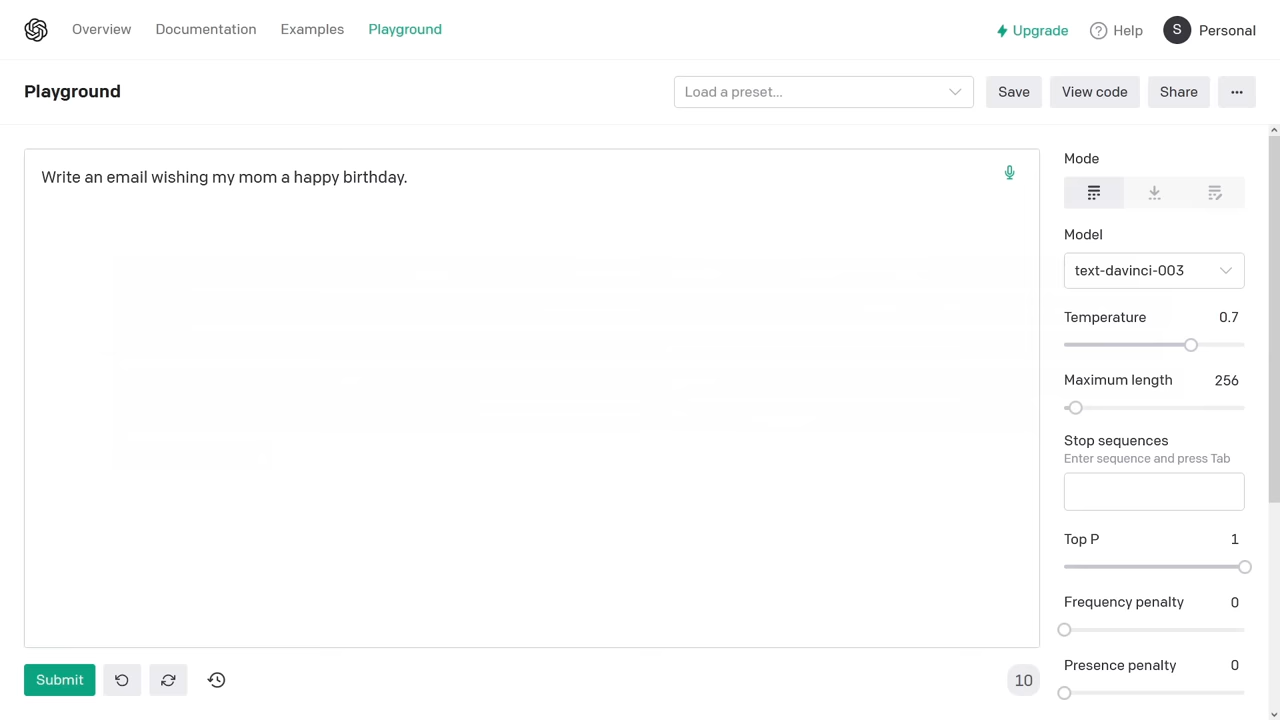 Overview Documentation Examples Playground Upgrade Help S Personal
Playground Load a preset... Save View code Share ...
Write an email wishing my mom a happy birthday.
Mode
Model
text-davinci-003
Temperature 0.7
Maximum length 256
Stop sequences
Enter sequence and press Tab
Top P 1
Frequency penalty 0
Presence penalty 0
Submit 10